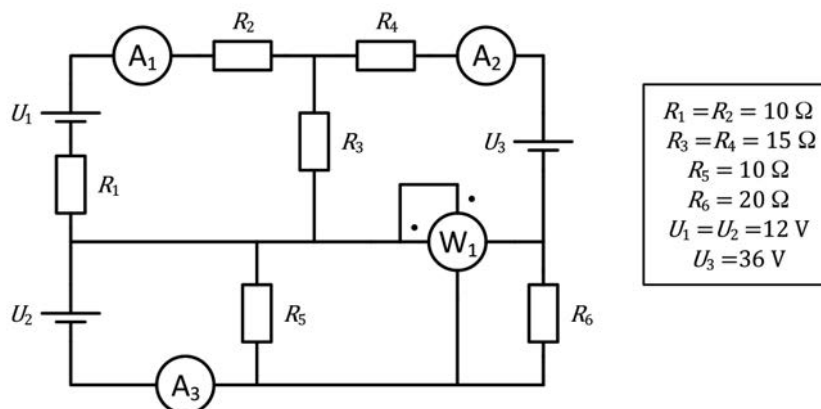 R₂
R₄
A₁
A₂
U₁
R₃
U₃
R₁
W₁
U₂
R₅
R₆
A₃
R₁ = R₂ = 10 Ω
R₃ = R₄ = 15 Ω
R₅ = 10 Ω
R₆ = 20 Ω
U₁ = U₂ = 12 V
U₃ = 36 V